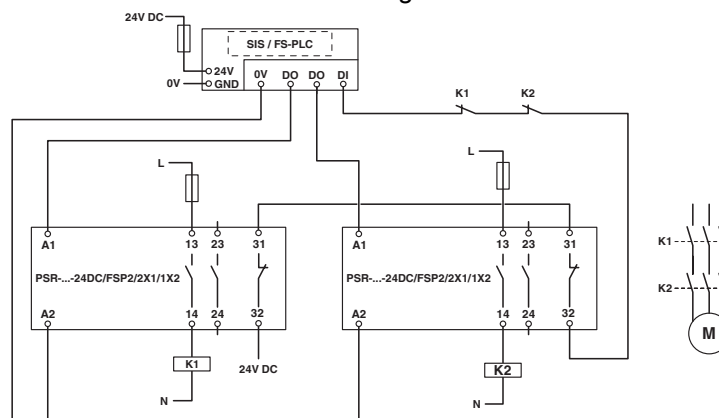 24V DC
SIS / FS-PLC
24V
0V DO DO DI
0V GND
K1 K2
L L
A1 13 23 31 A1 13 23 31
K1
PSR-...-24DC/FSP2/2X1/1X2 PSR-...-24DC/FSP2/2X1/1X2
K2
A2 14 24 32 A2 14 24 32
M
K1 24V DC K2
N N